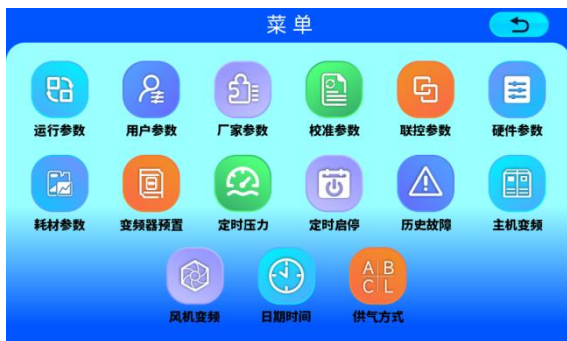 菜单
运行参数 用户参数 厂家参数 校准参数 联控参数 硬件参数
耗材参数 变频器预置 定时压力 定时启停 历史故障 主机变频
A B
C L
风机变频 日期时间 供气方式